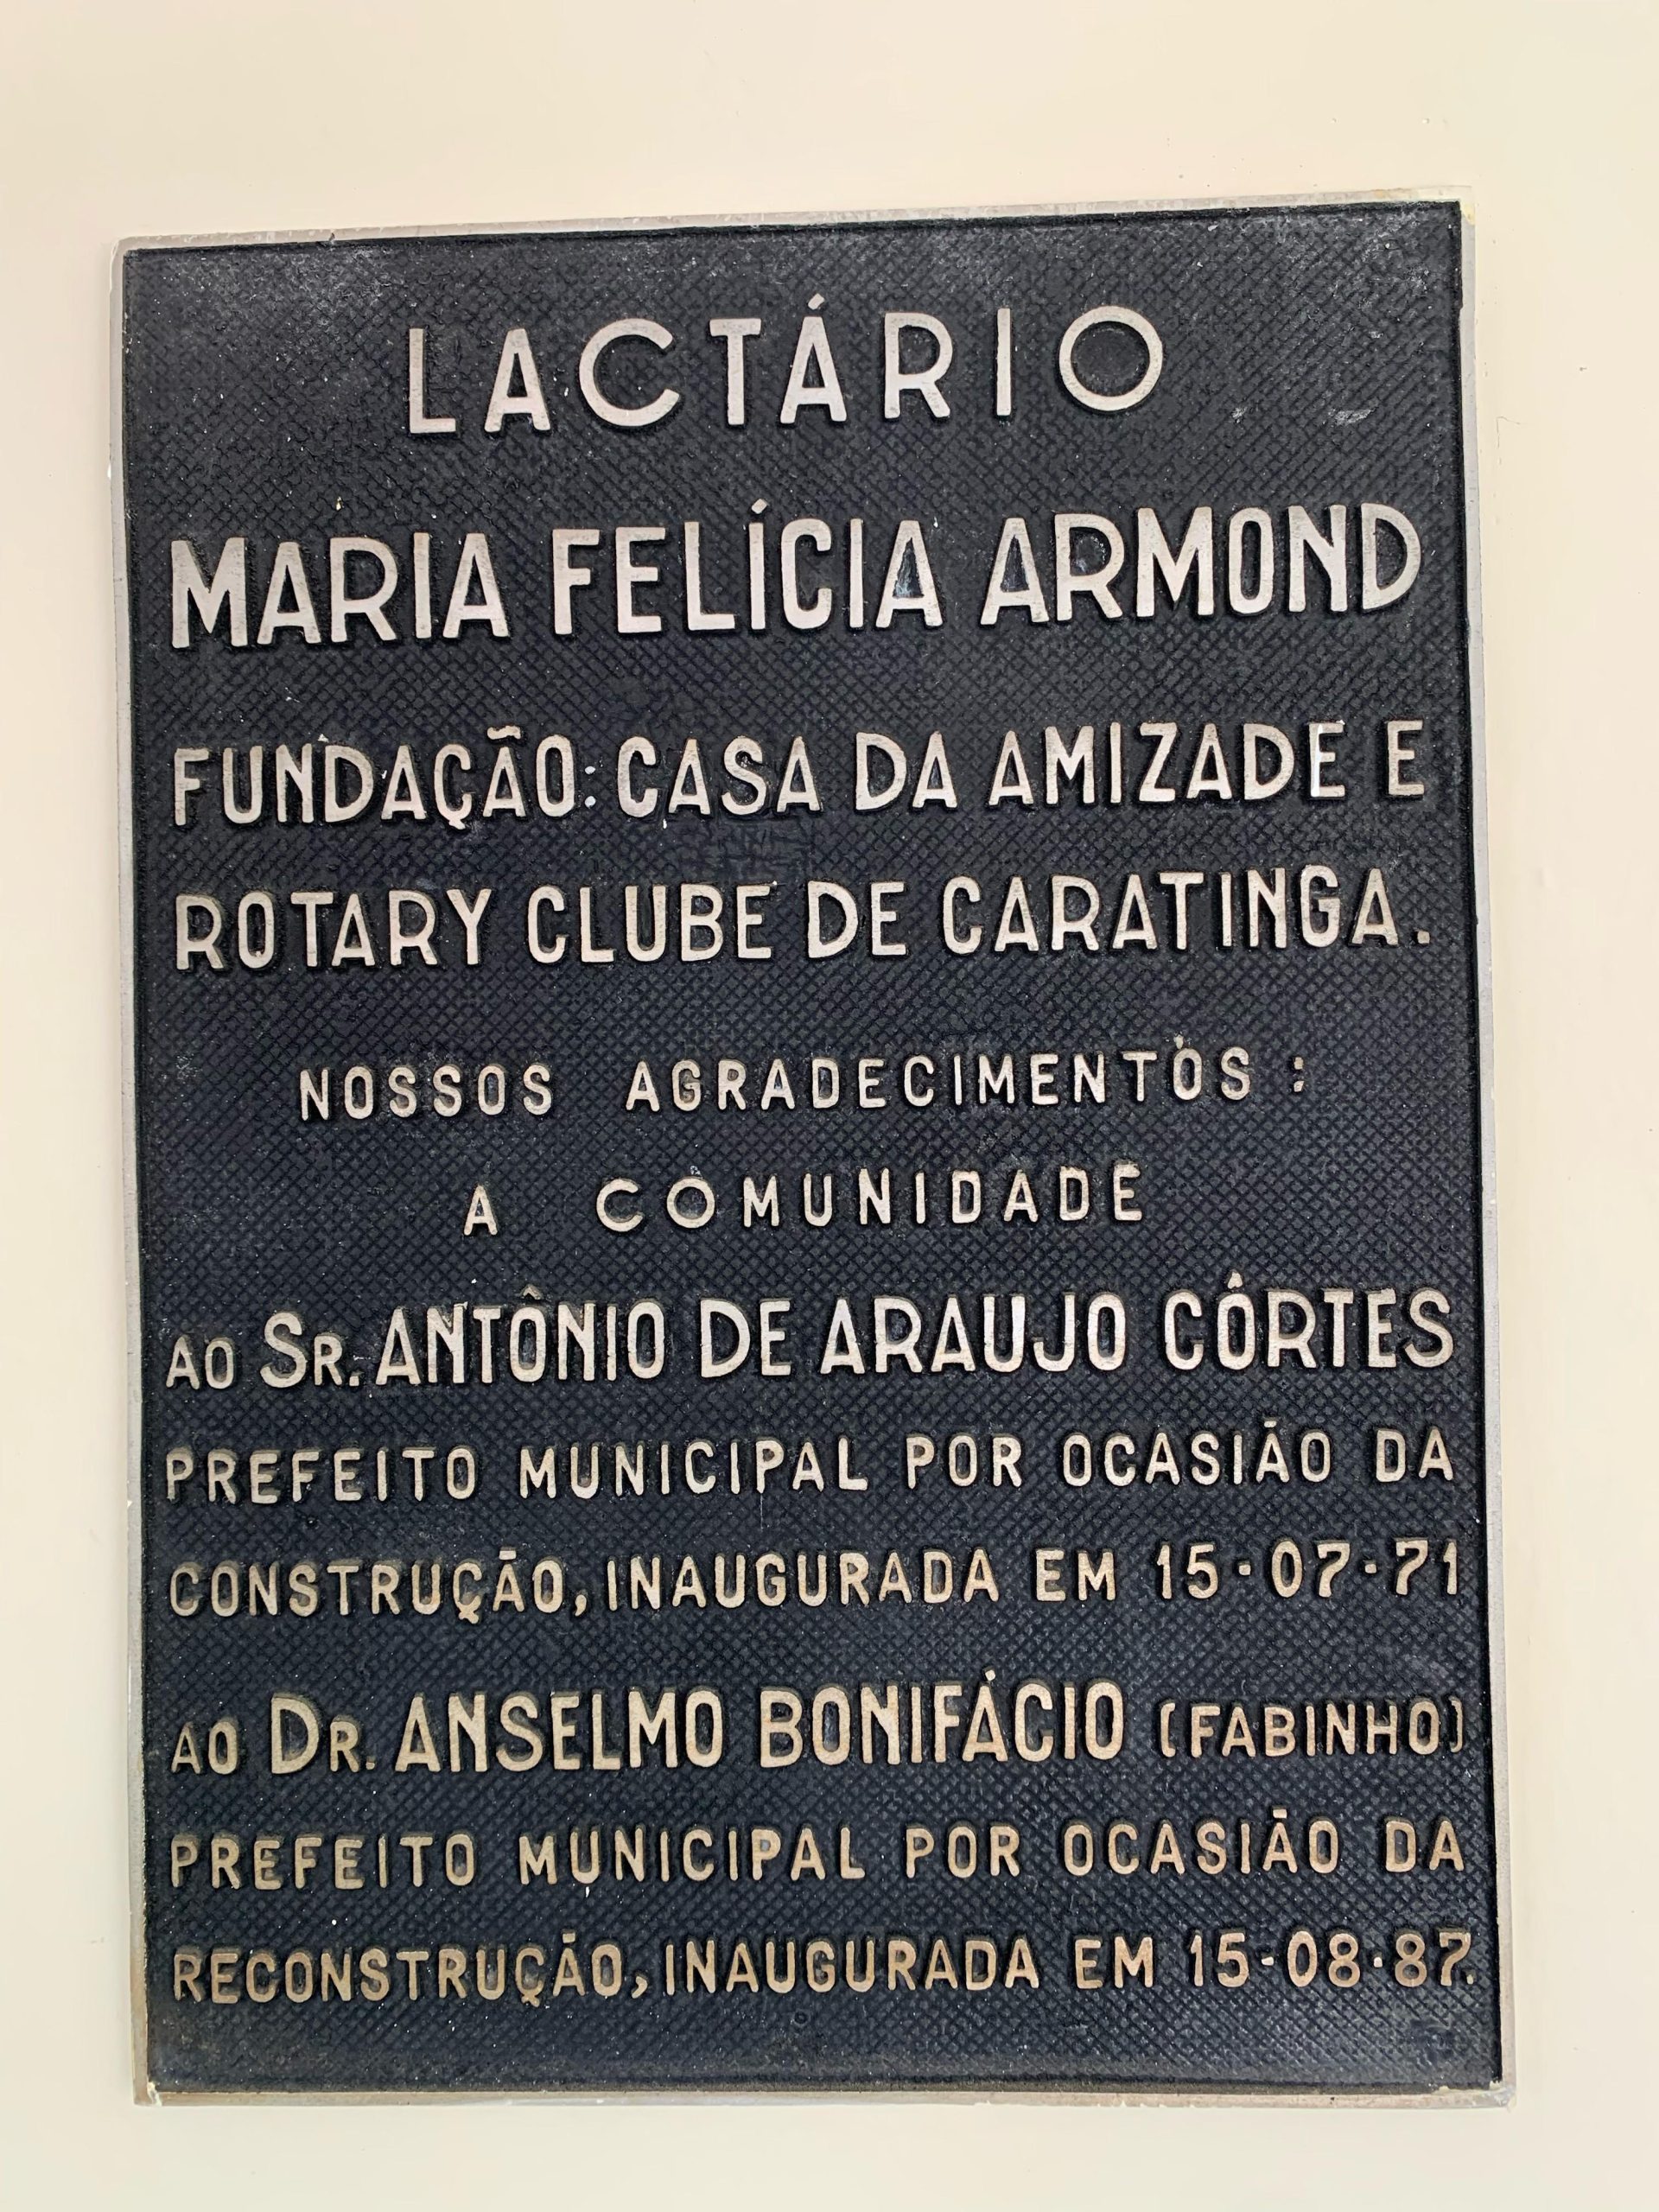 LACTÁRIO
MARIA FELÍCIA ARMOND
FUNDAÇÃO: CASA DA AMIZADE E
ROTARY CLUBE DE CARATINGA.
NOSSOS AGRADECIMENTOS:
A COMUNIDADE
AO SR. ANTÔNIO DE ARAUJO CÔRTES
PREFEITO MUNICIPAL POR OCASIÃO DA
CONSTRUÇÃO, INAUGURADA EM 15-07-71
AO DR. ANSELMO BONIFÁCIO (FABINHO)
PREFEITO MUNICIPAL POR OCASIÃO DA
RECONSTRUÇÃO, INAUGURADA EM 15-08-87.